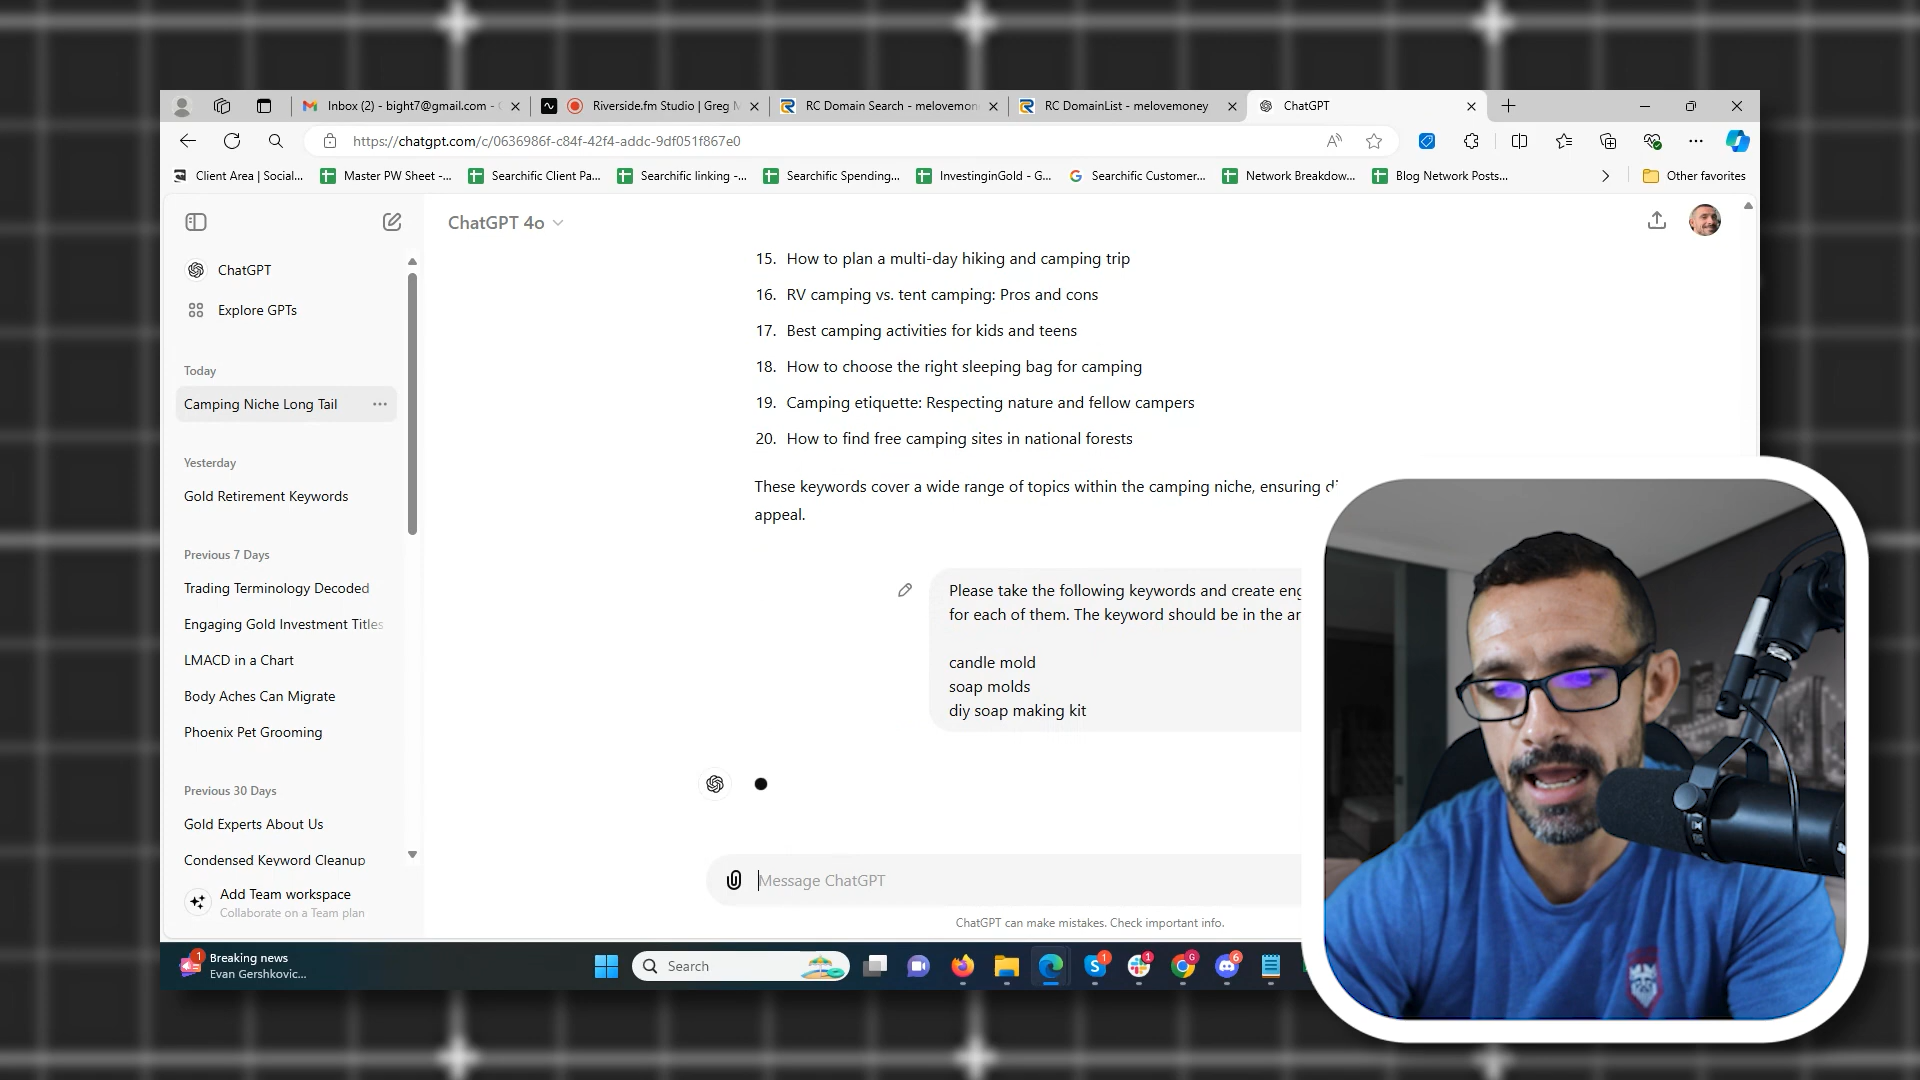 Inbox (2) - bight7@gmail.com -
Riverside.fm Studio | Greg
RC Domain Search - melovemon
RC DomainList - melovemoney
ChatGPT
https://chatgpt.com/c/0636986f-c84f-42f4-addc-9df051f867e0
Client Area | Social...
Master PW Sheet -...
Searchific Client Pa...
Searchific linking -...
Searchific Spending...
InvestinginGold - G...
Searchific Customer...
Network Breakdow...
Blog Network Posts...
Other favorites
ChatGPT
Explore GPTs
Today
Camping Niche Long Tail
Yesterday
Gold Retirement Keywords
Previous 7 Days
Trading Terminology Decoded
Engaging Gold Investment Titles
LMACD in a Chart
Body Aches Can Migrate
Phoenix Pet Grooming
Previous 30 Days
Gold Experts About Us
Condensed Keyword Cleanup
Add Team workspace
Collaborate on a Team plan
ChatGPT 4o
15. How to plan a multi-day hiking and camping trip
16. RV camping vs. tent camping: Pros and cons
17. Best camping activities for kids and teens
18. How to choose the right sleeping bag for camping
19. Camping etiquette: Respecting nature and fellow campers
20. How to find free camping sites in national forests
These keywords cover a wide range of topics within the camping niche, ensuring
appeal.
Please take the following keywords and create eng
for each of them. The keyword should be in the
candle mold
soap molds
diy soap making kit
Message ChatGPT
ChatGPT can make mistakes. Check important info.
1
Breaking news
Evan Gershkovic...
Search
1
1
G
6